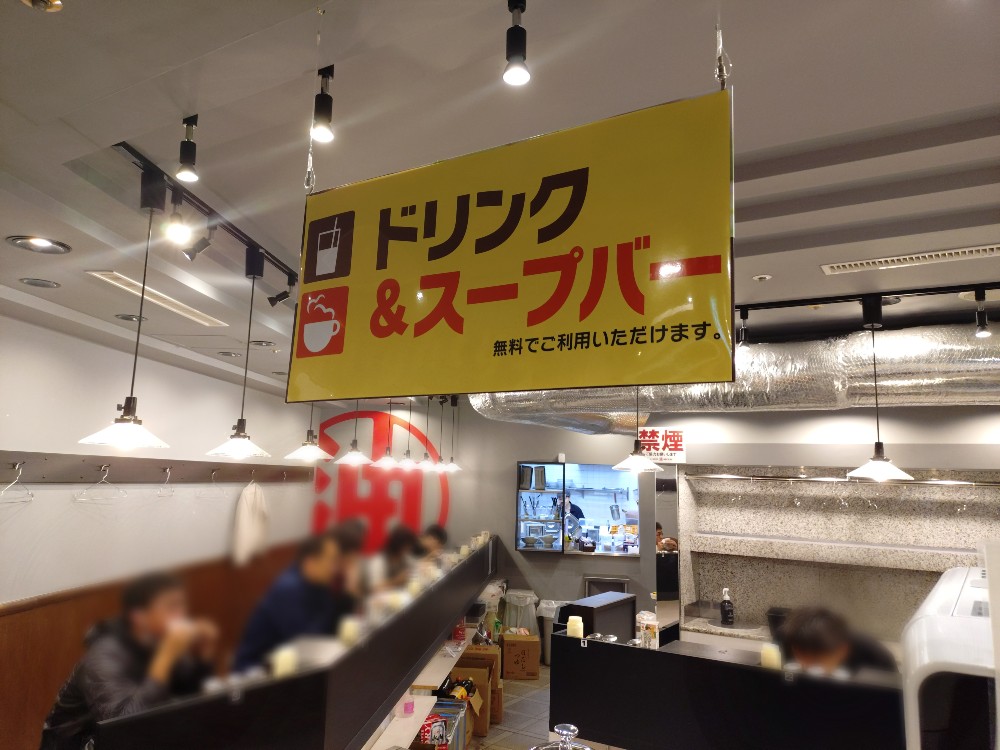 ドリンク
&スープバー
無料でご利用いただけます。
禁煙
油